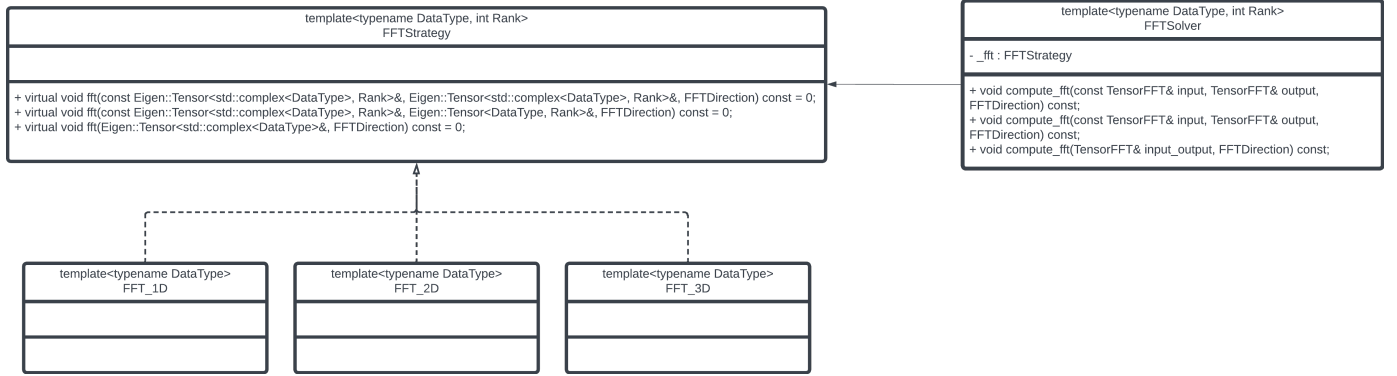 template<typename DataType, int Rank>
FFTStrategy
+ virtual void fft(const Eigen::Tensor<std::complex<DataType>, Rank>&, Eigen::Tensor<std::complex<DataType>, Rank>&, FFTDirection) const = 0;
+ virtual void fft(const Eigen::Tensor<std::complex<DataType>, Rank>&, Eigen::Tensor<DataType, Rank>&, FFTDirection) const = 0;
+ virtual void fft(Eigen::Tensor<std::complex<DataType>&, FFTDirection) const = 0;
template<typename DataType, int Rank>
FFTSolver
- _fft : FFTStrategy
+ void compute_fft(const TensorFFT& input, TensorFFT& output,
FFTDirection) const;
+ void compute_fft(const TensorFFT& input, TensorFFT& output,
FFTDirection) const;
+ void compute_fft(TensorFFT& input_output, FFTDirection) const;
template<typename DataType>
FFT_1D
template<typename DataType>
FFT_2D
template<typename DataType>
FFT_3D